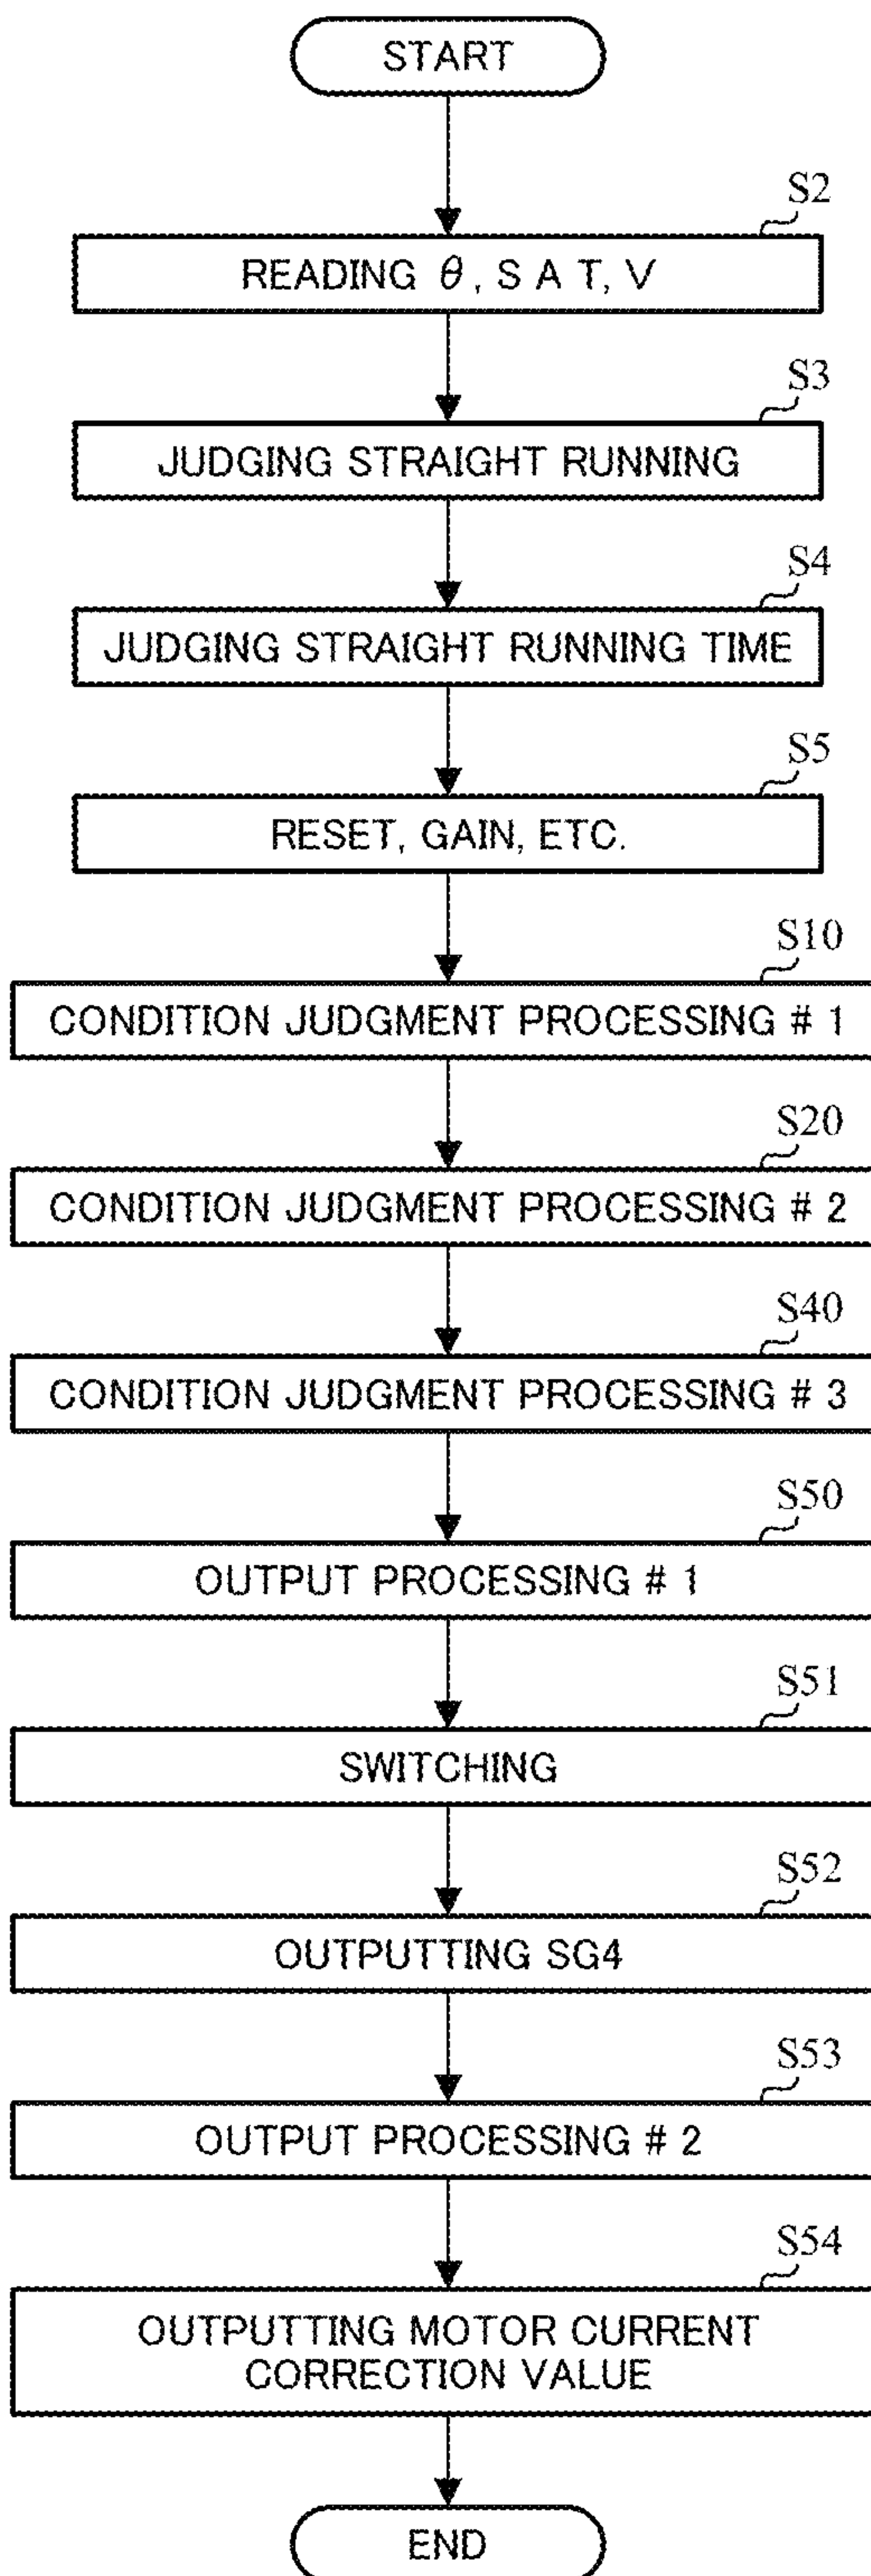 START
S2
READING θ, S A T, V
S3
JUDGING STRAIGHT RUNNING
S4
JUDGING STRAIGHT RUNNING TIME
S5
RESET, GAIN, ETC.
S10
CONDITION JUDGMENT PROCESSING # 1
S20
CONDITION JUDGMENT PROCESSING # 2
S40
CONDITION JUDGMENT PROCESSING # 3
S50
OUTPUT PROCESSING # 1
S51
SWITCHING
S52
OUTPUTTING SG4
S53
OUTPUT PROCESSING # 2
S54
OUTPUTTING MOTOR CURRENT
CORRECTION VALUE
END